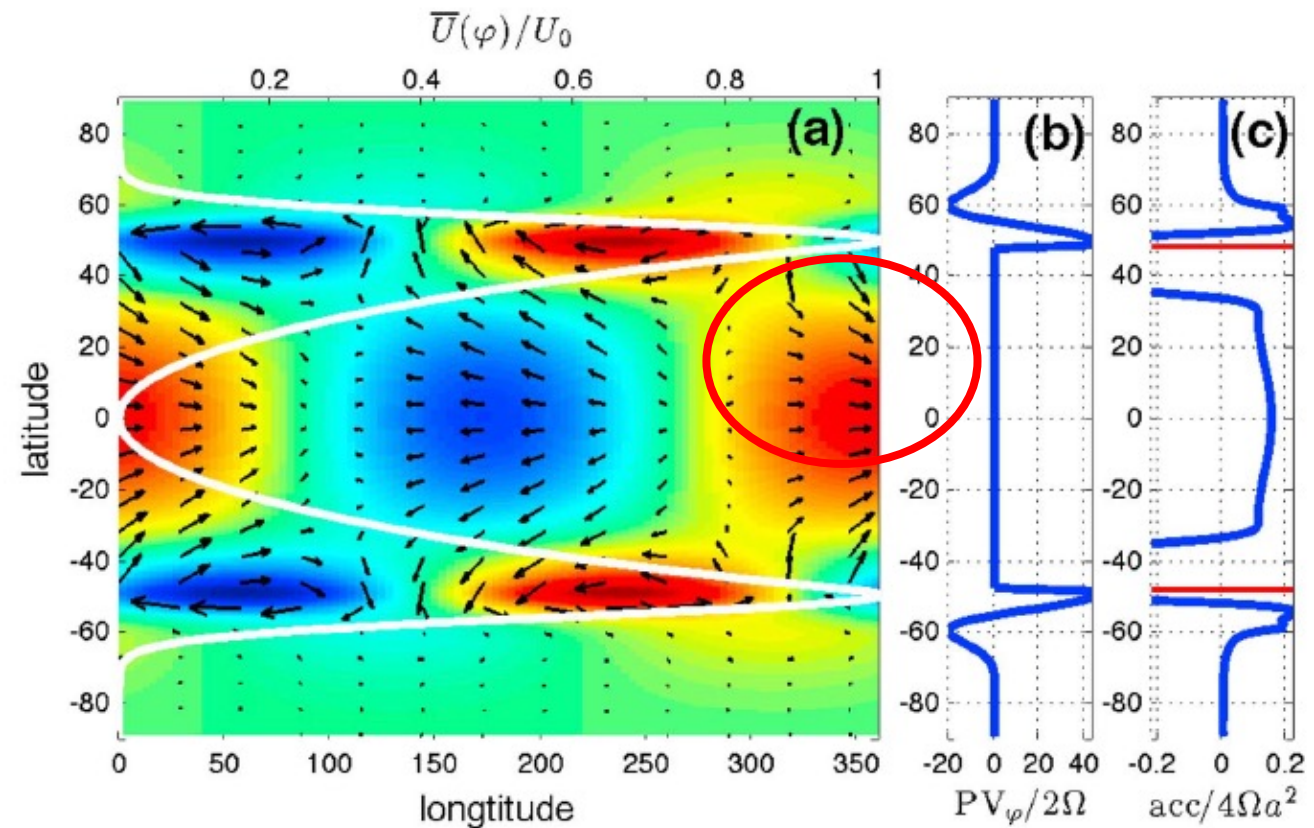 U̅(φ)/U₀
0.2 0.4 0.6 0.8 1
(a) (b) (c)
80 80 80
60 60 60
40 40 40
20 20 20
0 0 0
-20 -20 -20
-40 -40 -40
-60 -60 -60
-80 -80 -80
latitude
0 50 100 150 200 250 300 350
-20 0 20 40
-0.2 0 0.2
longtitude
PVφ/2Ω
acc/4Ωa²